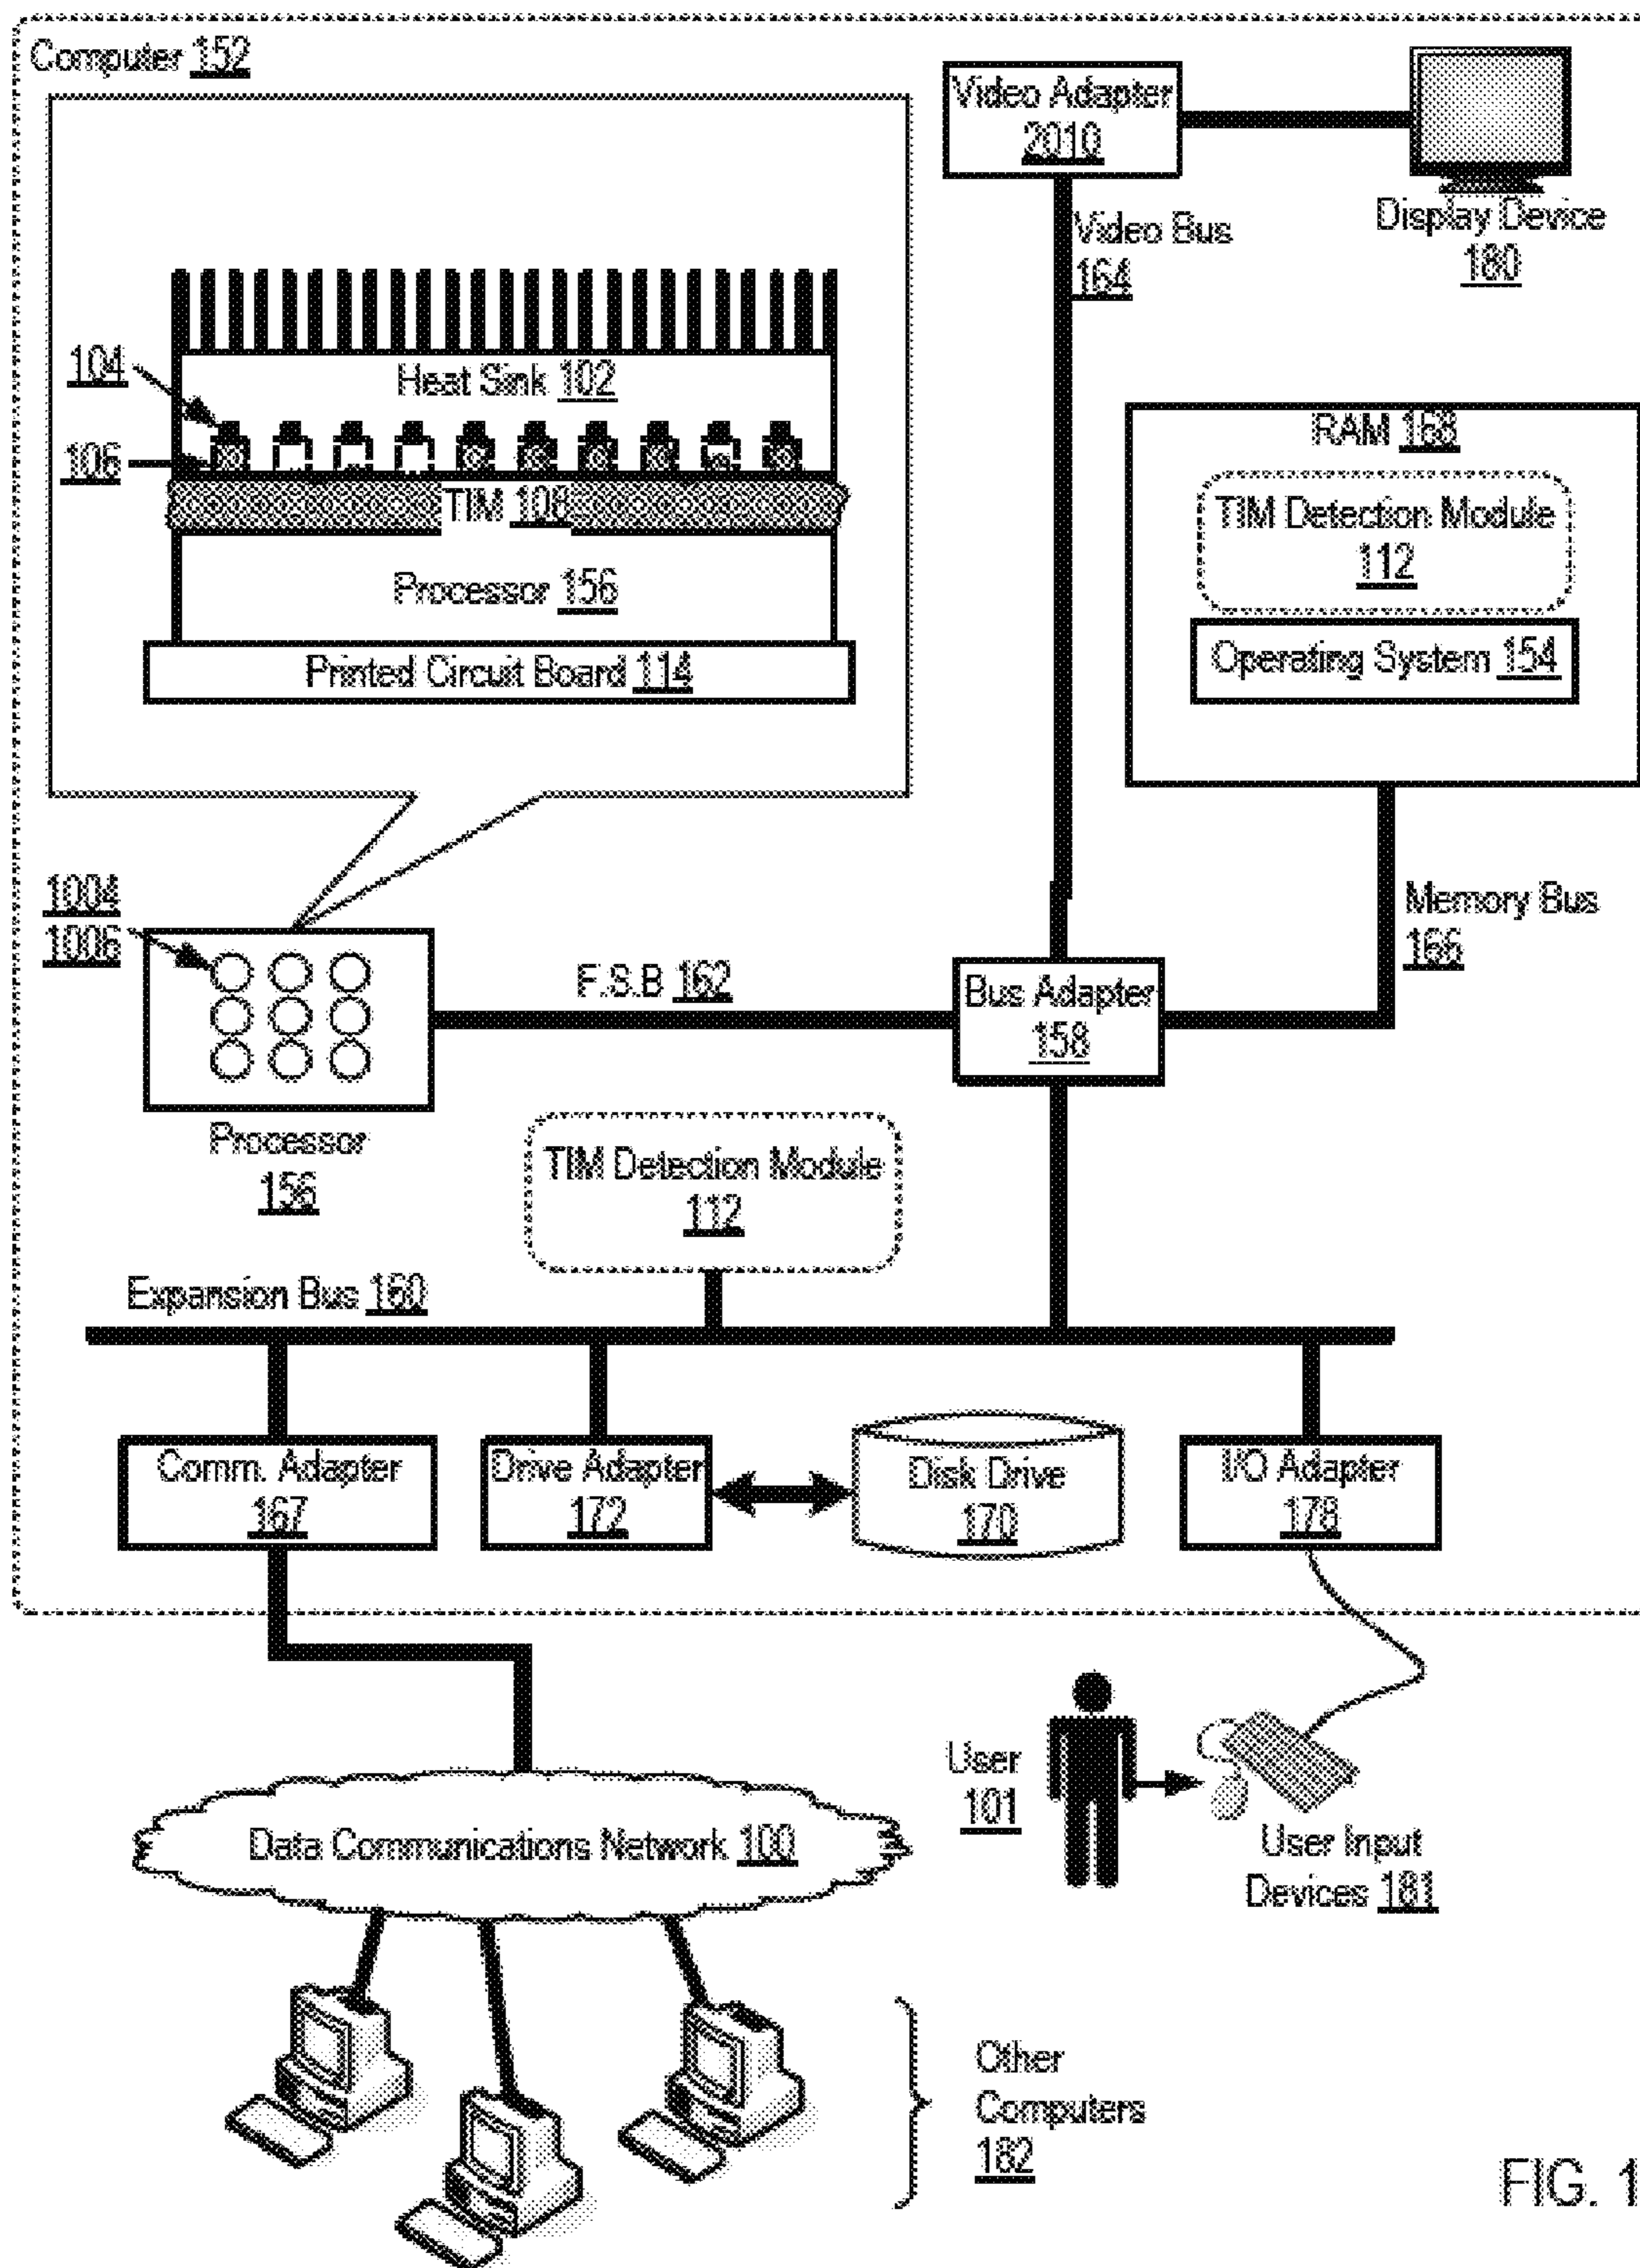 Computer 152
Video Adapter
2010
Display Device
180
Video Bus
164
104
Heat Sink 102
106
TIM 108
Processor 156
Printed Circuit Board 114
RAM 168
TIM Detection Module
112
Operating System 154
1004
1006
Processor
156
F.S.B 162
Bus Adapter
158
Memory Bus
166
TIM Detection Module
112
Expansion Bus 160
Comm. Adapter
167
Drive Adapter
172
Disk Drive
170
I/O Adapter
178
User
101
User Input
Devices 181
Data Communications Network 100
Other
Computers
182
FIG. 1